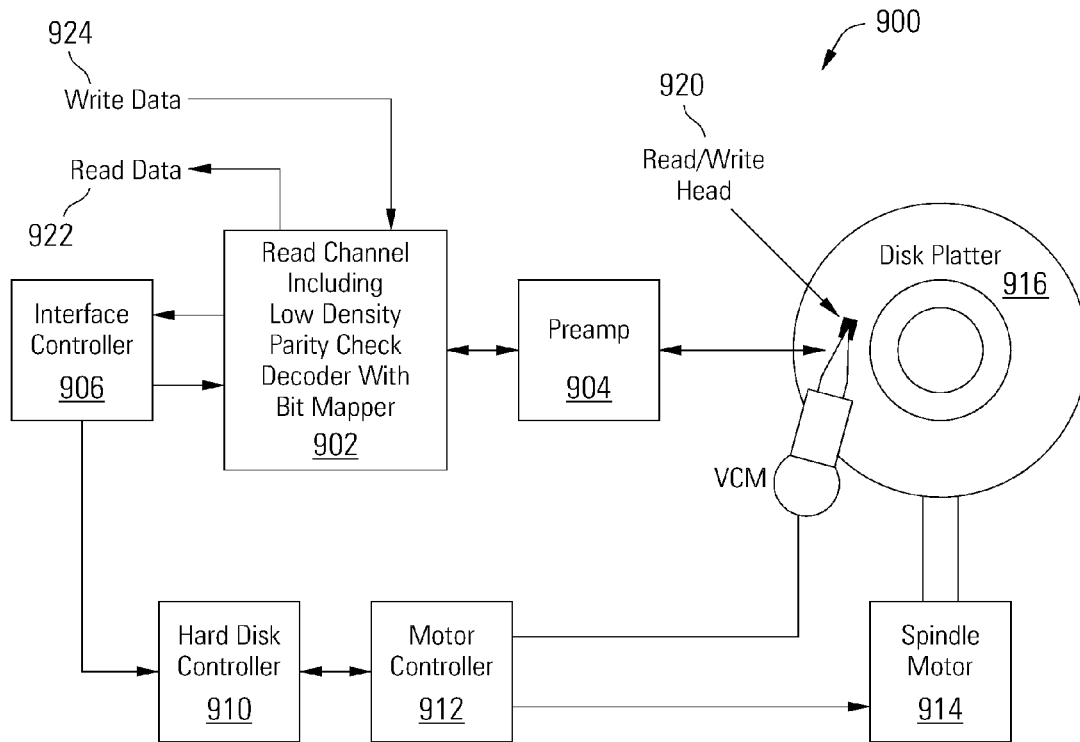 900
924
Write Data
920
Read/Write
Head
Read Data
922
Read Channel
Including
Low Density
Parity Check
Decoder With
Bit Mapper
902
Disk Platter
916
Interface
Controller
906
Preamp
904
VCM
Hard Disk
Controller
910
Motor
Controller
912
Spindle
Motor
914